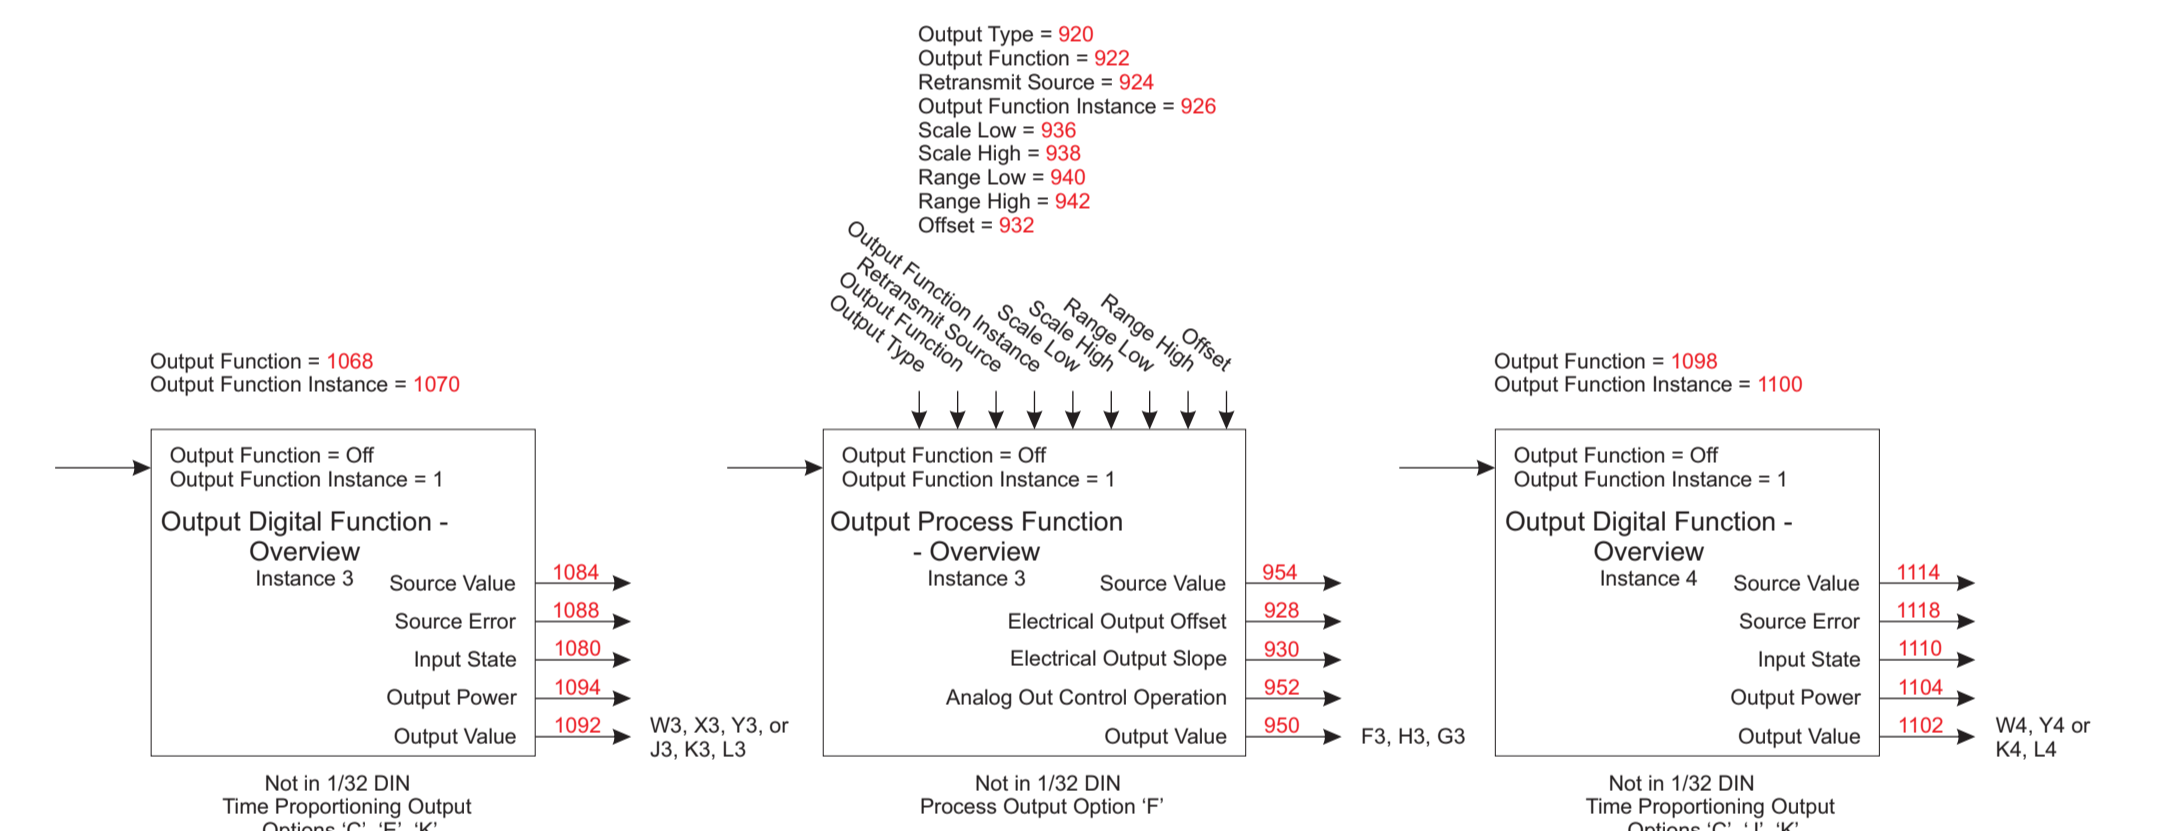 Output Type = 920
Output Function = 922
Retransmit Source = 924
Output Function Instance = 926
Scale Low = 936
Scale High = 938
Range Low = 940
Range High = 942
Offset = 932
Output Type
Output Function
Retransmit Source
Output Function Instance
Scale Low
Scale High
Range Low
Range High
Offset
Output Function = 1068
Output Function Instance = 1070
Output Function = Off
Output Function Instance = 1
Output Digital Function -
Overview
Instance 3
Source Value 1084
Source Error 1088
Input State 1080
Output Power 1094
Output Value 1092
W3, X3, Y3, or
J3, K3, L3
Not in 1/32 DIN
Time Proportioning Output
Options ‘C’, ‘E’, ‘K’
Output Function = Off
Output Function Instance = 1
Output Process Function
- Overview
Instance 3
Source Value 954
Electrical Output Offset 928
Electrical Output Slope 930
Analog Out Control Operation 952
Output Value 950
F3, H3, G3
Not in 1/32 DIN
Process Output Option ‘F’
Output Function = 1098
Output Function Instance = 1100
Output Function = Off
Output Function Instance = 1
Output Digital Function -
Overview
Instance 4
Source Value 1114
Source Error 1118
Input State 1110
Output Power 1104
Output Value 1102
W4, Y4 or
K4, L4
Not in 1/32 DIN
Time Proportioning Output
Options ‘C’, ‘J’, ‘K’